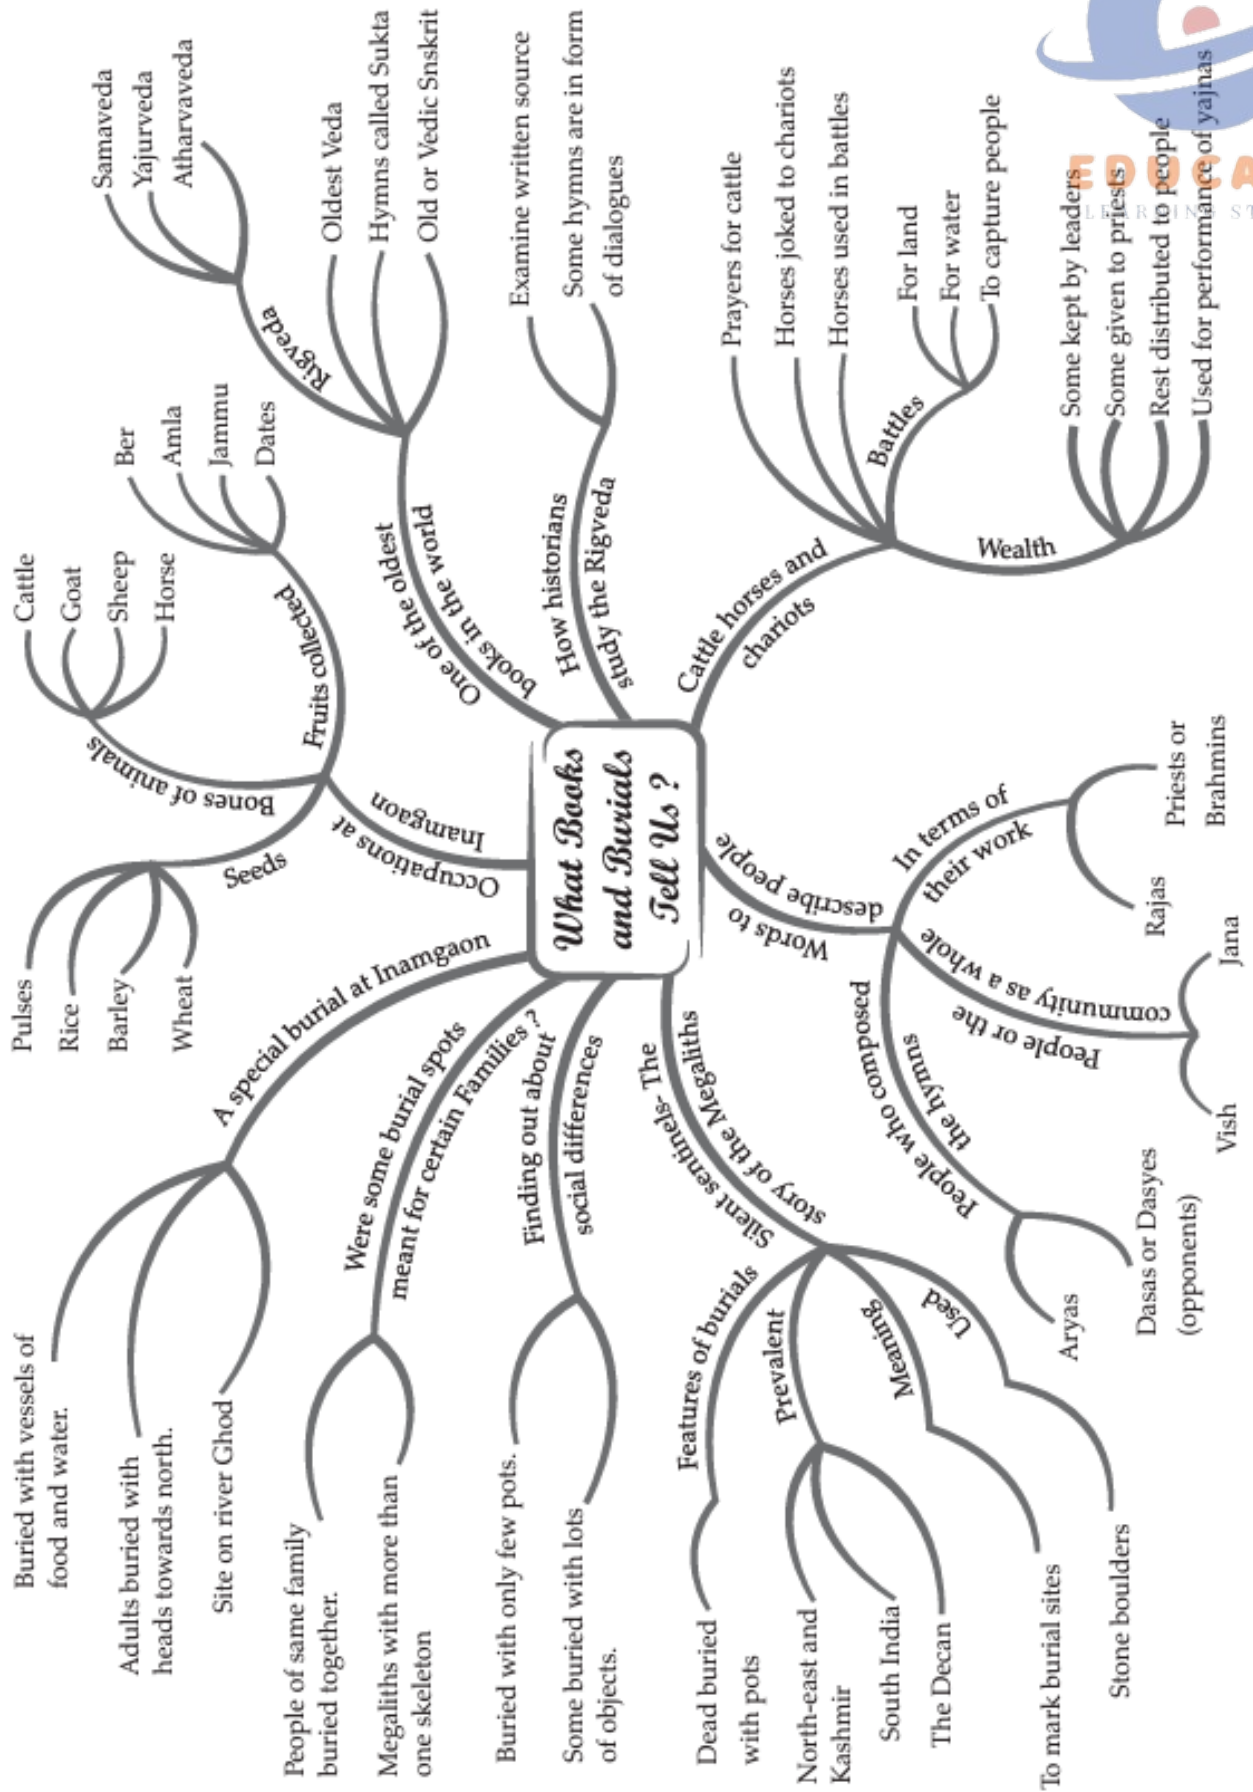 What Books
and Burials
Tell Us ?
One of the oldest
books in the world
Rigveda
Samaveda
Yajurveda
Atharvaveda
Oldest Veda
Hymns called Sukta
Old or Vedic Snskrit
How historians
study the Rigveda
Examine written source
Some hymns are in form
of dialogues
Cattle horses and
chariots
Prayers for cattle
Horses joked to chariots
Horses used in battles
Battles
For land
For water
To capture people
Wealth
Some kept by leaders
Some given to priests
Rest distributed to people
Used for performance of yajnas
Words to
describe people
In terms of
their work
Priests or
Brahmins
Rajas
People or the
community as a whole
Jana
Vish
People who composed
the hymns
Dasas or Dasyes
(opponents)
Aryas
Silent sentinels- The
story of the Megaliths
Used
Stone boulders
Meaning
To mark burial sites
Prevalent
North-east and
Kashmir
South India
The Decan
Features of burials
Dead buried
with pots
Finding out about
social differences
Buried with only few pots.
Some buried with lots
of objects.
Were some burial spots
meant for certain Families ?
People of same family
buried together.
Megaliths with more than
one skeleton
A special burial at Inamgaon
Buried with vessels of
food and water.
Adults buried with
heads towards north.
Site on river Ghod
Occupations at
Inamgaon
Seeds
Pulses
Rice
Barley
Wheat
Bones of animals
Cattle
Goat
Sheep
Horse
Fruits collected
Ber
Amla
Jammu
Dates